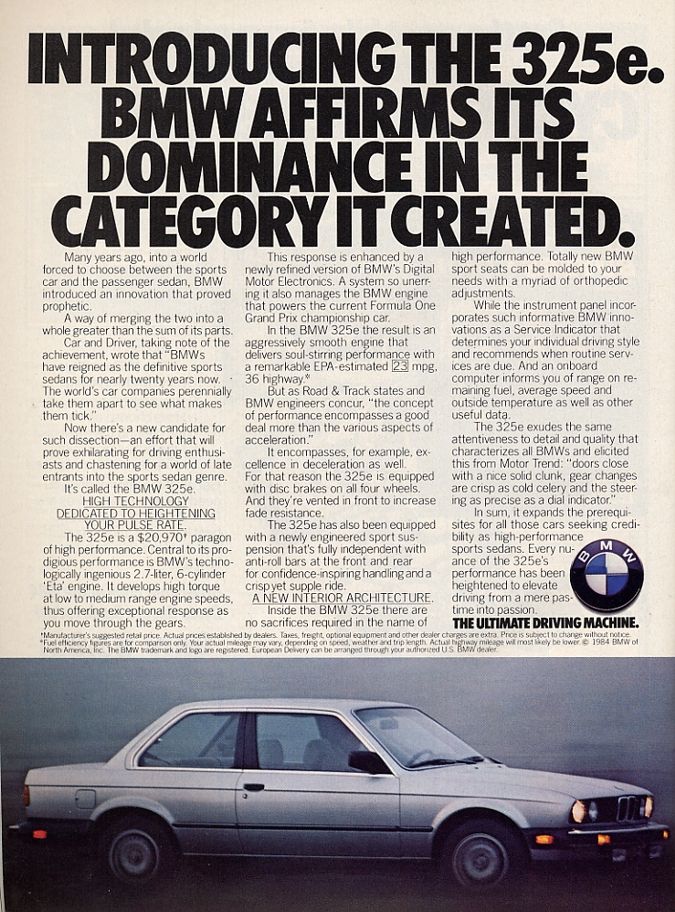 INTRODUCING THE 325e.
BMW AFFIRMS ITS
DOMINANCE IN THE
CATEGORY IT CREATED.
Many years ago, into a world
forced to choose between the sports
car and the passenger sedan, BMW
introduced an innovation that proved
prophetic.
A way of merging the two into a
whole greater than the sum of its parts.
Car and Driver, taking note of the
achievement, wrote that "BMWs
have reigned as the definitive sports
sedans for nearly twenty years now.
The world's car companies perennially
take them apart to see what makes
them tick."
Now there's a new candidate for
such dissection—an effort that will
prove exhilarating for driving enthusi-
asts and chastening for a world of late
entrants into the sports sedan genre.
It's called the BMW 325e.
HIGH TECHNOLOGY
DEDICATED TO HEIGHTENING
YOUR PULSE RATE.
The 325e is a $20,970† paragon
of high performance. Central to its pro-
digious performance is BMW's techno-
logically ingenious 2.7-liter, 6-cylinder
'Eta' engine. It develops high torque
at low to medium range engine speeds,
thus offering exceptional response as
you move through the gears.
This response is enhanced by a
newly refined version of BMW's Digital
Motor Electronics. A system so unerr-
ing it also manages the BMW engine
that powers the current Formula One
Grand Prix championship car.
In the BMW 325e the result is an
aggressively smooth engine that
delivers soul-stirring performance with
a remarkable EPA-estimated 23 mpg,
36 highway.*
But as Road & Track states and
BMW engineers concur, "the concept
of performance encompasses a good
deal more than the various aspects of
acceleration."
It encompasses, for example, ex-
cellence in deceleration as well.
For that reason the 325e is equipped
with disc brakes on all four wheels.
And they're vented in front to increase
fade resistance.
The 325e has also been equipped
with a newly engineered sport sus-
pension that's fully independent with
anti-roll bars at the front and rear
for confidence-inspiring handling and a
crisp yet supple ride.
A NEW INTERIOR ARCHITECTURE.
Inside the BMW 325e there are
no sacrifices required in the name of
high performance. Totally new BMW
sport seats can be molded to your
needs with a myriad of orthopedic
adjustments.
While the instrument panel incor-
porates such informative BMW inno-
vations as a Service Indicator that
determines your individual driving style
and recommends when routine serv-
ices are due. And an onboard
computer informs you of range on re-
maining fuel, average speed and
outside temperature as well as other
useful data.
The 325e exudes the same
attentiveness to detail and quality that
characterizes all BMWs and elicited
this from Motor Trend: "doors close
with a nice solid clunk, gear changes
are crisp as cold celery and the steer-
ing as precise as a dial indicator."
In sum, it expands the prerequi-
sites for all those cars seeking credi-
bility as high-performance
sports sedans. Every nu-
ance of the 325e's
performance has been
heightened to elevate
driving from a mere pas-
time into passion.
BMW
THE ULTIMATE DRIVING MACHINE.
†Manufacturer's suggested retail price. Actual prices established by dealers. Taxes, freight, optional equipment and other dealer charges are extra. Price is subject to change without notice.
*Fuel efficiency figures are for comparison only. Your actual mileage may vary, depending on speed, weather and trip length. Actual highway mileage will most likely be lower. © 1984 BMW of
North America, Inc. The BMW trademark and logo are registered. European Delivery can be arranged through your authorized U.S. BMW dealer.